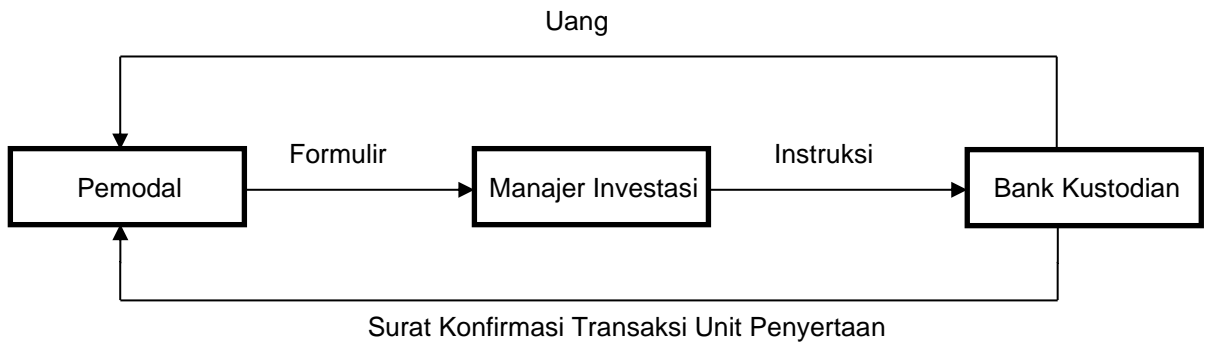 Uang
Formulir
Instruksi
Pemodal
Manajer Investasi
Bank Kustodian
Surat Konfirmasi Transaksi Unit Penyertaan